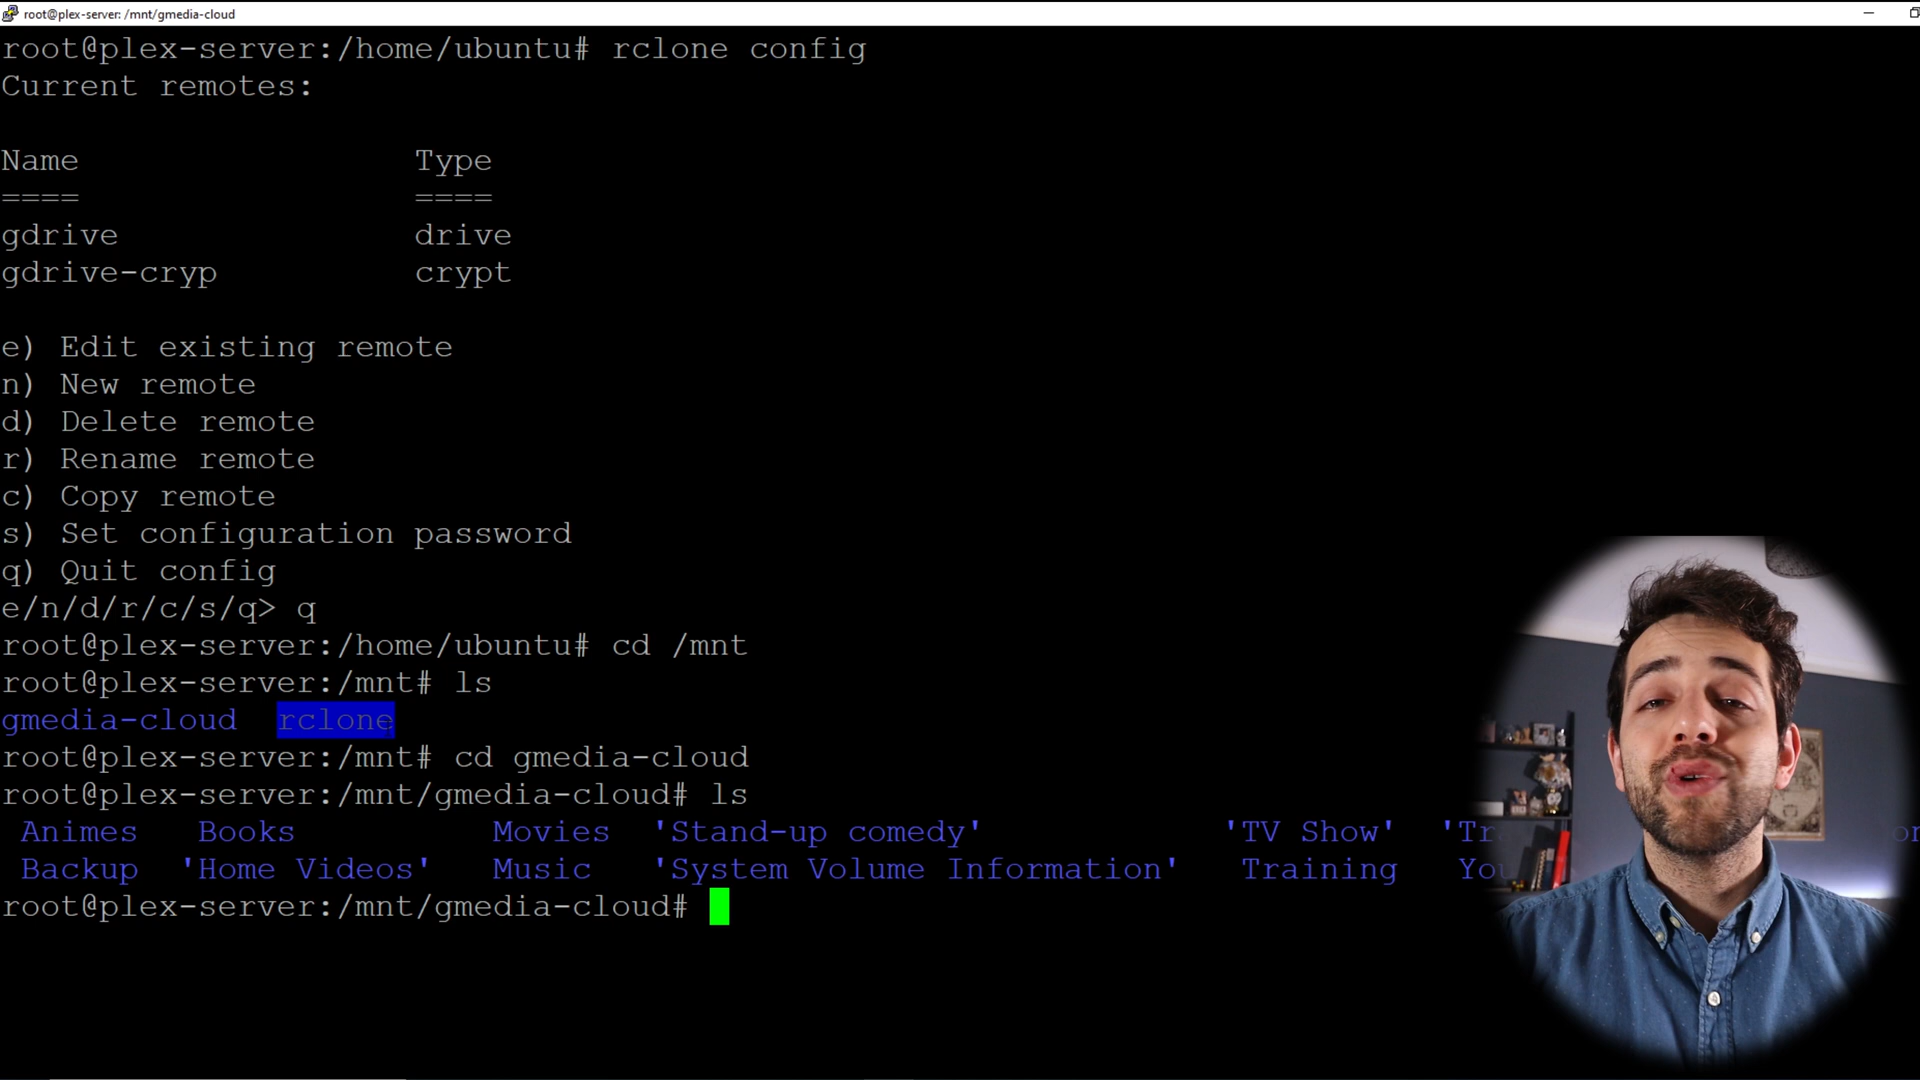 root@plex-server: /mnt/gmedia-cloud
root@plex-server:/home/ubuntu# rclone config
Current remotes:
Name Type
==== ====
gdrive drive
gdrive-cryp crypt
e) Edit existing remote
n) New remote
d) Delete remote
r) Rename remote
c) Copy remote
s) Set configuration password
q) Quit config
e/n/d/r/c/s/q> q
root@plex-server:/home/ubuntu# cd /mnt
root@plex-server:/mnt# ls
gmedia-cloud rclone
root@plex-server:/mnt# cd gmedia-cloud
root@plex-server:/mnt/gmedia-cloud# ls
Animes Books Movies 'Stand-up comedy' 'TV Show'
Backup 'Home Videos' Music 'System Volume Information' Training
root@plex-server:/mnt/gmedia-cloud#